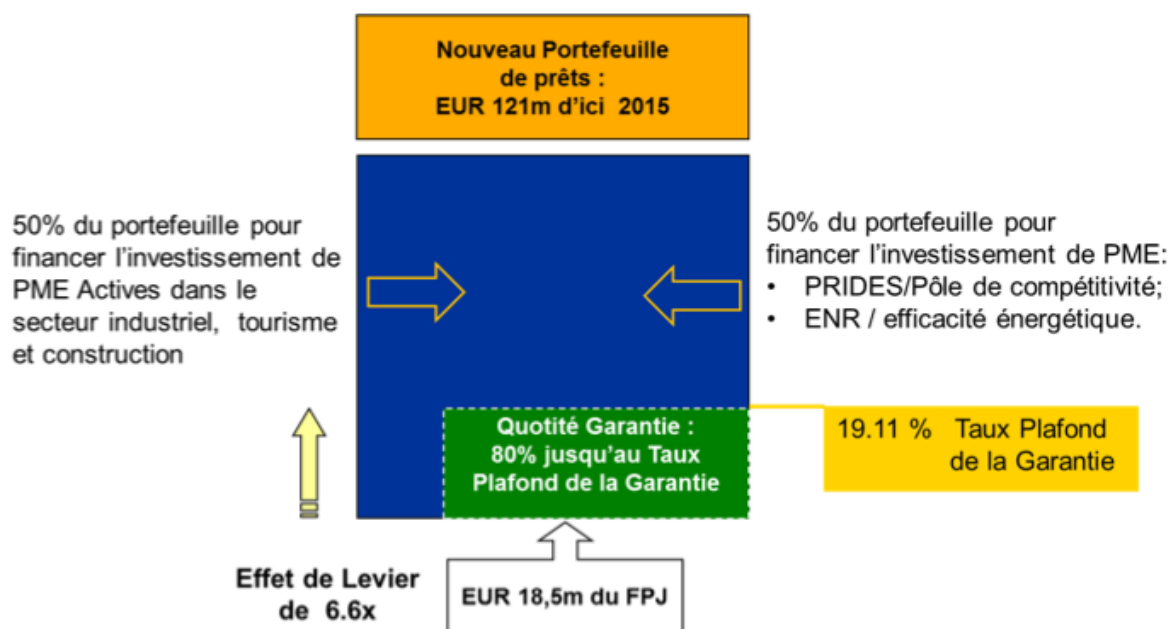 Nouveau Portefeuille
de prêts :
EUR 121m d’ici 2015
50% du portefeuille pour
financer l’investissement de
PME Actives dans le
secteur industriel, tourisme
et construction
50% du portefeuille pour
financer l’investissement de PME:
• PRIDES/Pôle de compétitivité;
• ENR / efficacité énergétique.
Quotité Garantie :
80% jusqu’au Taux
Plafond de la Garantie
19.11 % Taux Plafond
de la Garantie
Effet de Levier
de 6.6x
EUR 18,5m du FPJ